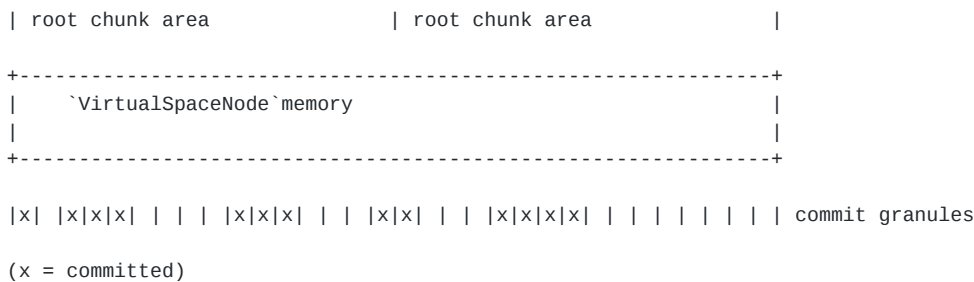 | root chunk area               | root chunk area               |
+---------------------------------------------------------------+
|    `VirtualSpaceNode`memory                                   |
|                                                               |
+---------------------------------------------------------------+
|x| |x|x|x| | | | |x|x|x| | | |x|x| | | |x|x|x|x| | | | | | | | | commit granules
(x = committed)